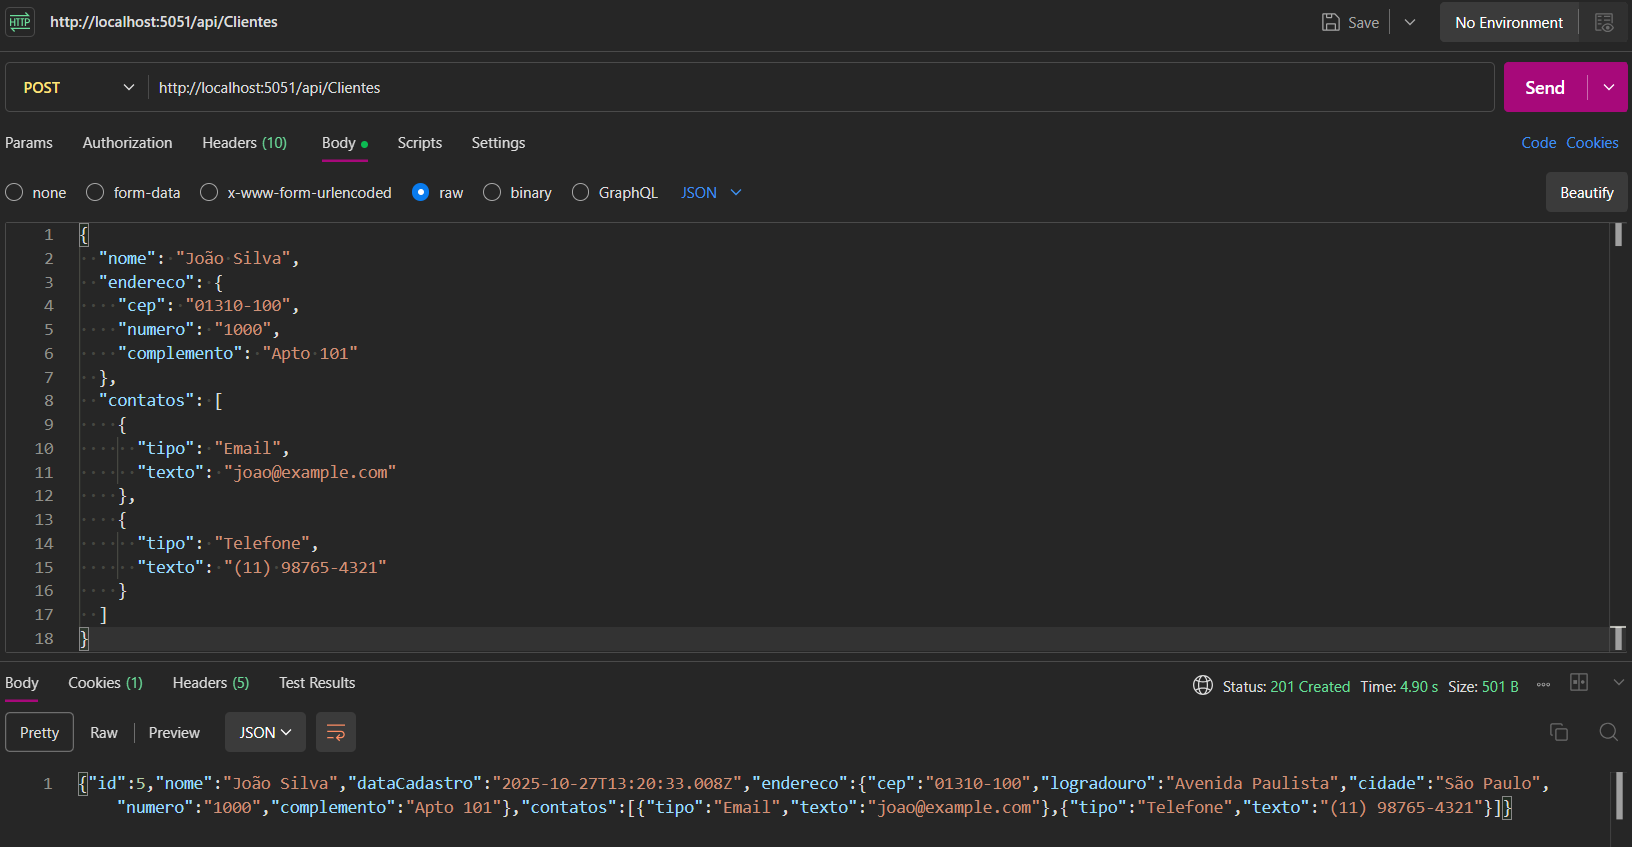 HTTP http://localhost:5051/api/Clientes Save No Environment
POST http://localhost:5051/api/Clientes Send
Params Authorization Headers (10) Body Scripts Settings Code Cookies
none form-data x-www-form-urlencoded raw binary GraphQL JSON Beautify
1 {
2 "nome": "João Silva",
3 "endereco": {
4 "cep": "01310-100",
5 "numero": "1000",
6 "complemento": "Apto 101"
7 },
8 "contatos": [
9 {
10 "tipo": "Email",
11 "texto": "joao@example.com"
12 },
13 {
14 "tipo": "Telefone",
15 "texto": "(11) 98765-4321"
16 }
17 ]
18 }
Body Cookies (1) Headers (5) Test Results Status: 201 Created Time: 4.90 s Size: 501 B
Pretty Raw Preview JSON
1 {"id":5,"nome":"João Silva","dataCadastro":"2025-10-27T13:20:33.008Z","endereco":{"cep":"01310-100","logradouro":"Avenida Paulista","cidade":"São Paulo",
"numero":"1000","complemento":"Apto 101"},"contatos":[{"tipo":"Email","texto":"joao@example.com"},{"tipo":"Telefone","texto":"(11) 98765-4321"}]}